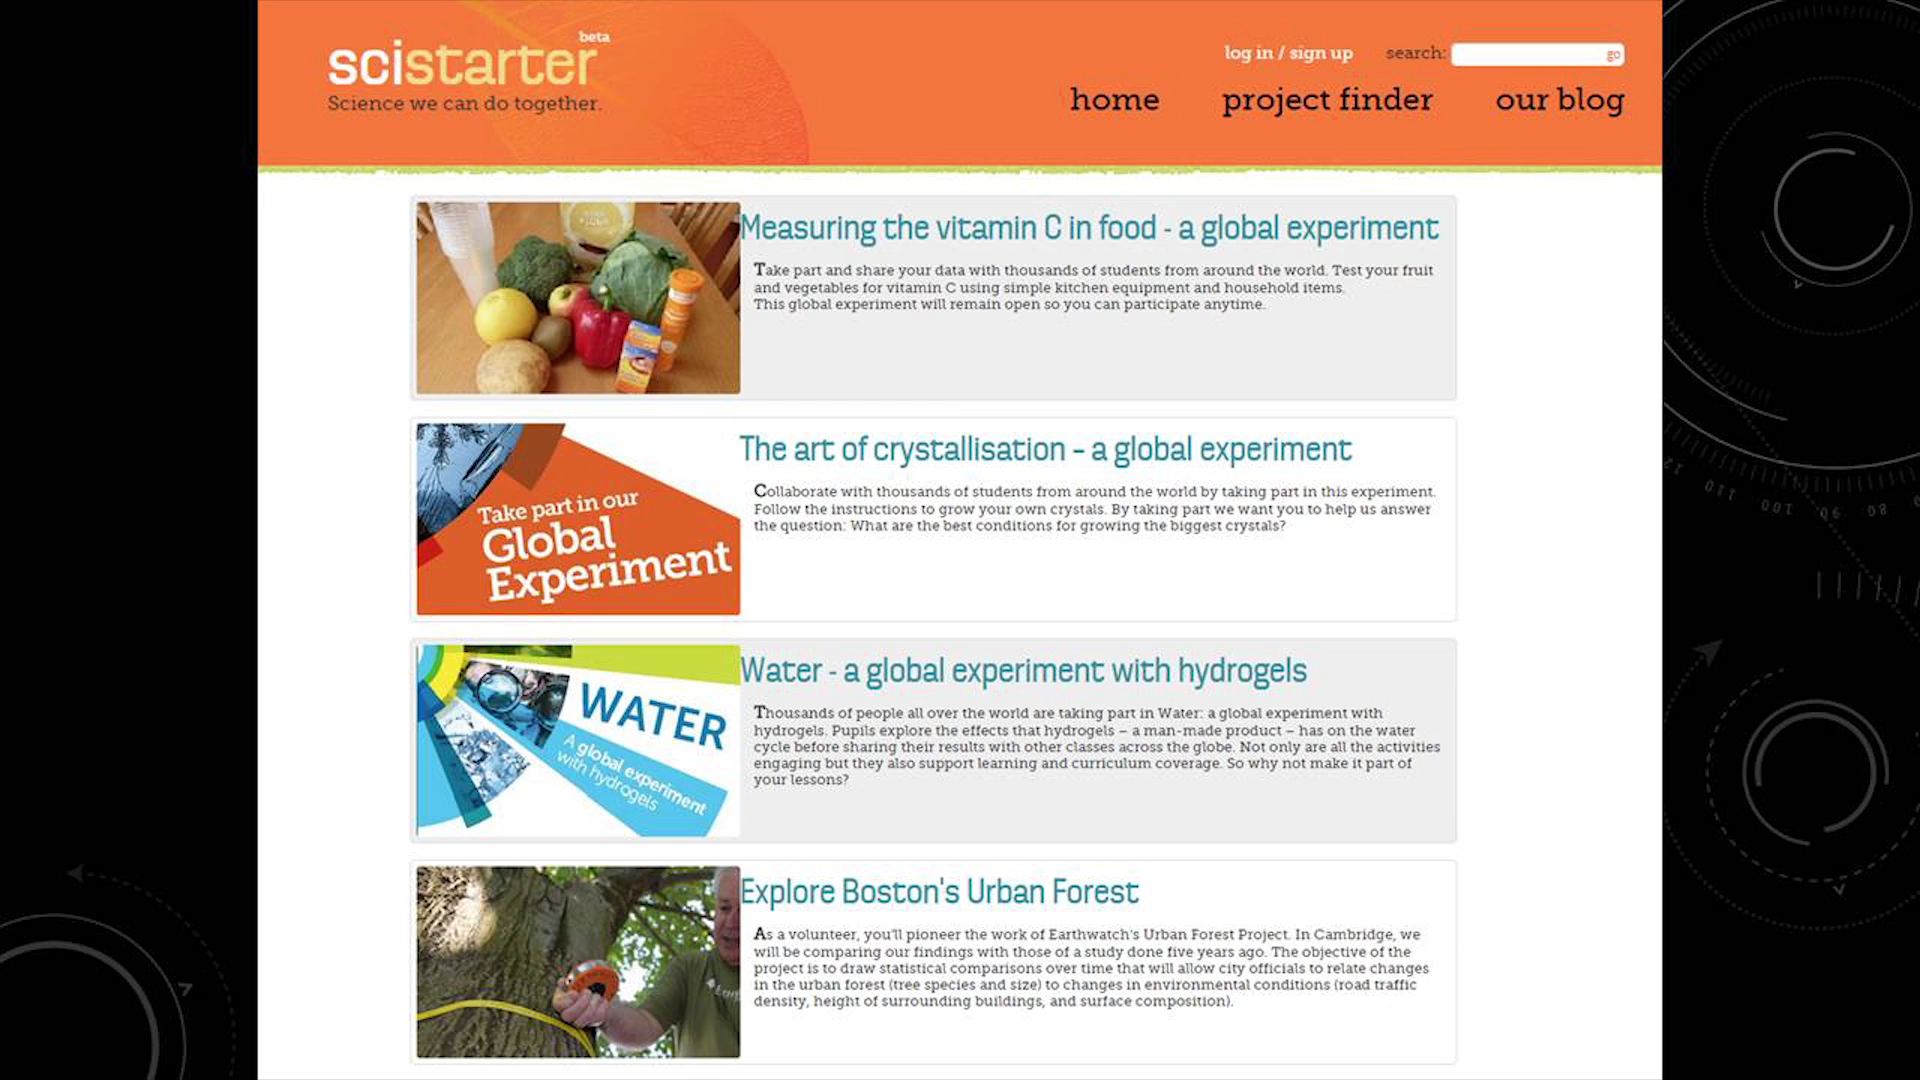 beta
scistarter
Science we can do together.
log in / sign up search: go
home project finder our blog
Measuring the vitamin C in food - a global experiment
Take part and share your data with thousands of students from around the world. Test your fruit
and vegetables for vitamin C using simple kitchen equipment and household items.
This global experiment will remain open so you can participate anytime.
The art of crystallisation – a global experiment
Collaborate with thousands of students from around the world by taking part in this experiment.
Follow the instructions to grow your own crystals. By taking part we want you to help us answer
the question: What are the best conditions for growing the biggest crystals?
Take part in our
Global
Experiment
Water - a global experiment with hydrogels
Thousands of people all over the world are taking part in Water: a global experiment with
hydrogels. Pupils explore the effects that hydrogels – a man-made product – has on the water
cycle before sharing their results with other classes across the globe. Not only are all the activities
engaging but they also support learning and curriculum coverage. So why not make it part of
your lessons?
WATER
A global experiment
with hydrogels
Explore Boston's Urban Forest
As a volunteer, you'll pioneer the work of Earthwatch's Urban Forest Project. In Cambridge, we
will be comparing our findings with those of a study done five years ago. The objective of the
project is to draw statistical comparisons over time that will allow city officials to relate changes
in the urban forest (tree species and size) to changes in environmental conditions (road traffic
density, height of surrounding buildings, and surface composition).
110 100 90 80